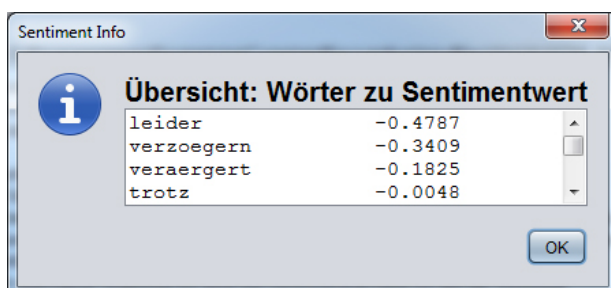 Sentiment Info
Übersicht: Wörter zu Sentimentwert
leider -0.4787
verzoegern -0.3409
veraergert -0.1825
trotz -0.0048
OK